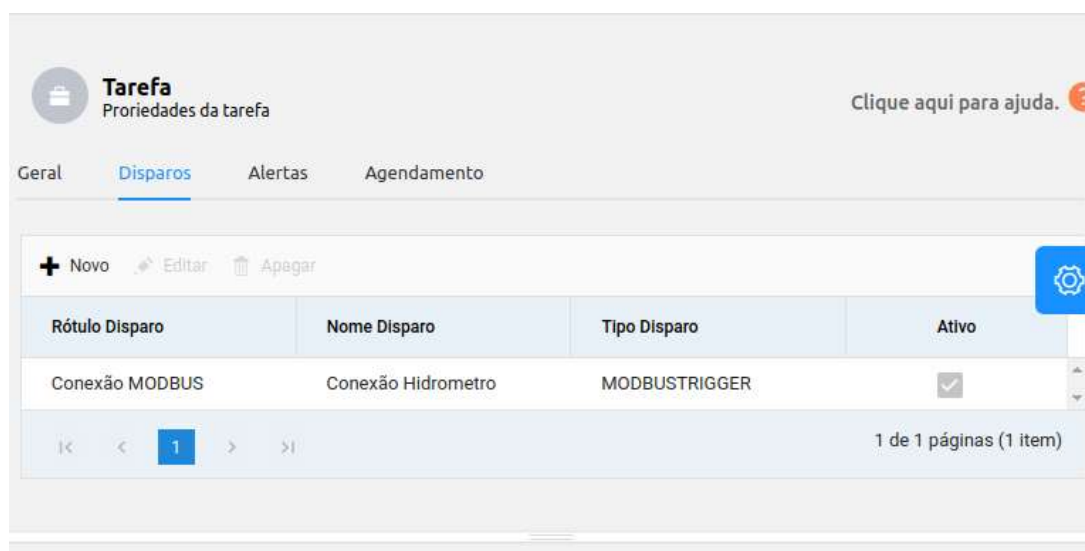 Tarefa
Proriedades da tarefa
Clique aqui para ajuda.
Geral Disparos Alertas Agendamento
Novo Editar Apagar
Rótulo Disparo Nome Disparo Tipo Disparo Ativo
Conexão MODBUS Conexão Hidrometro MODBUSTRIGGER
1 1 de 1 páginas (1 item)